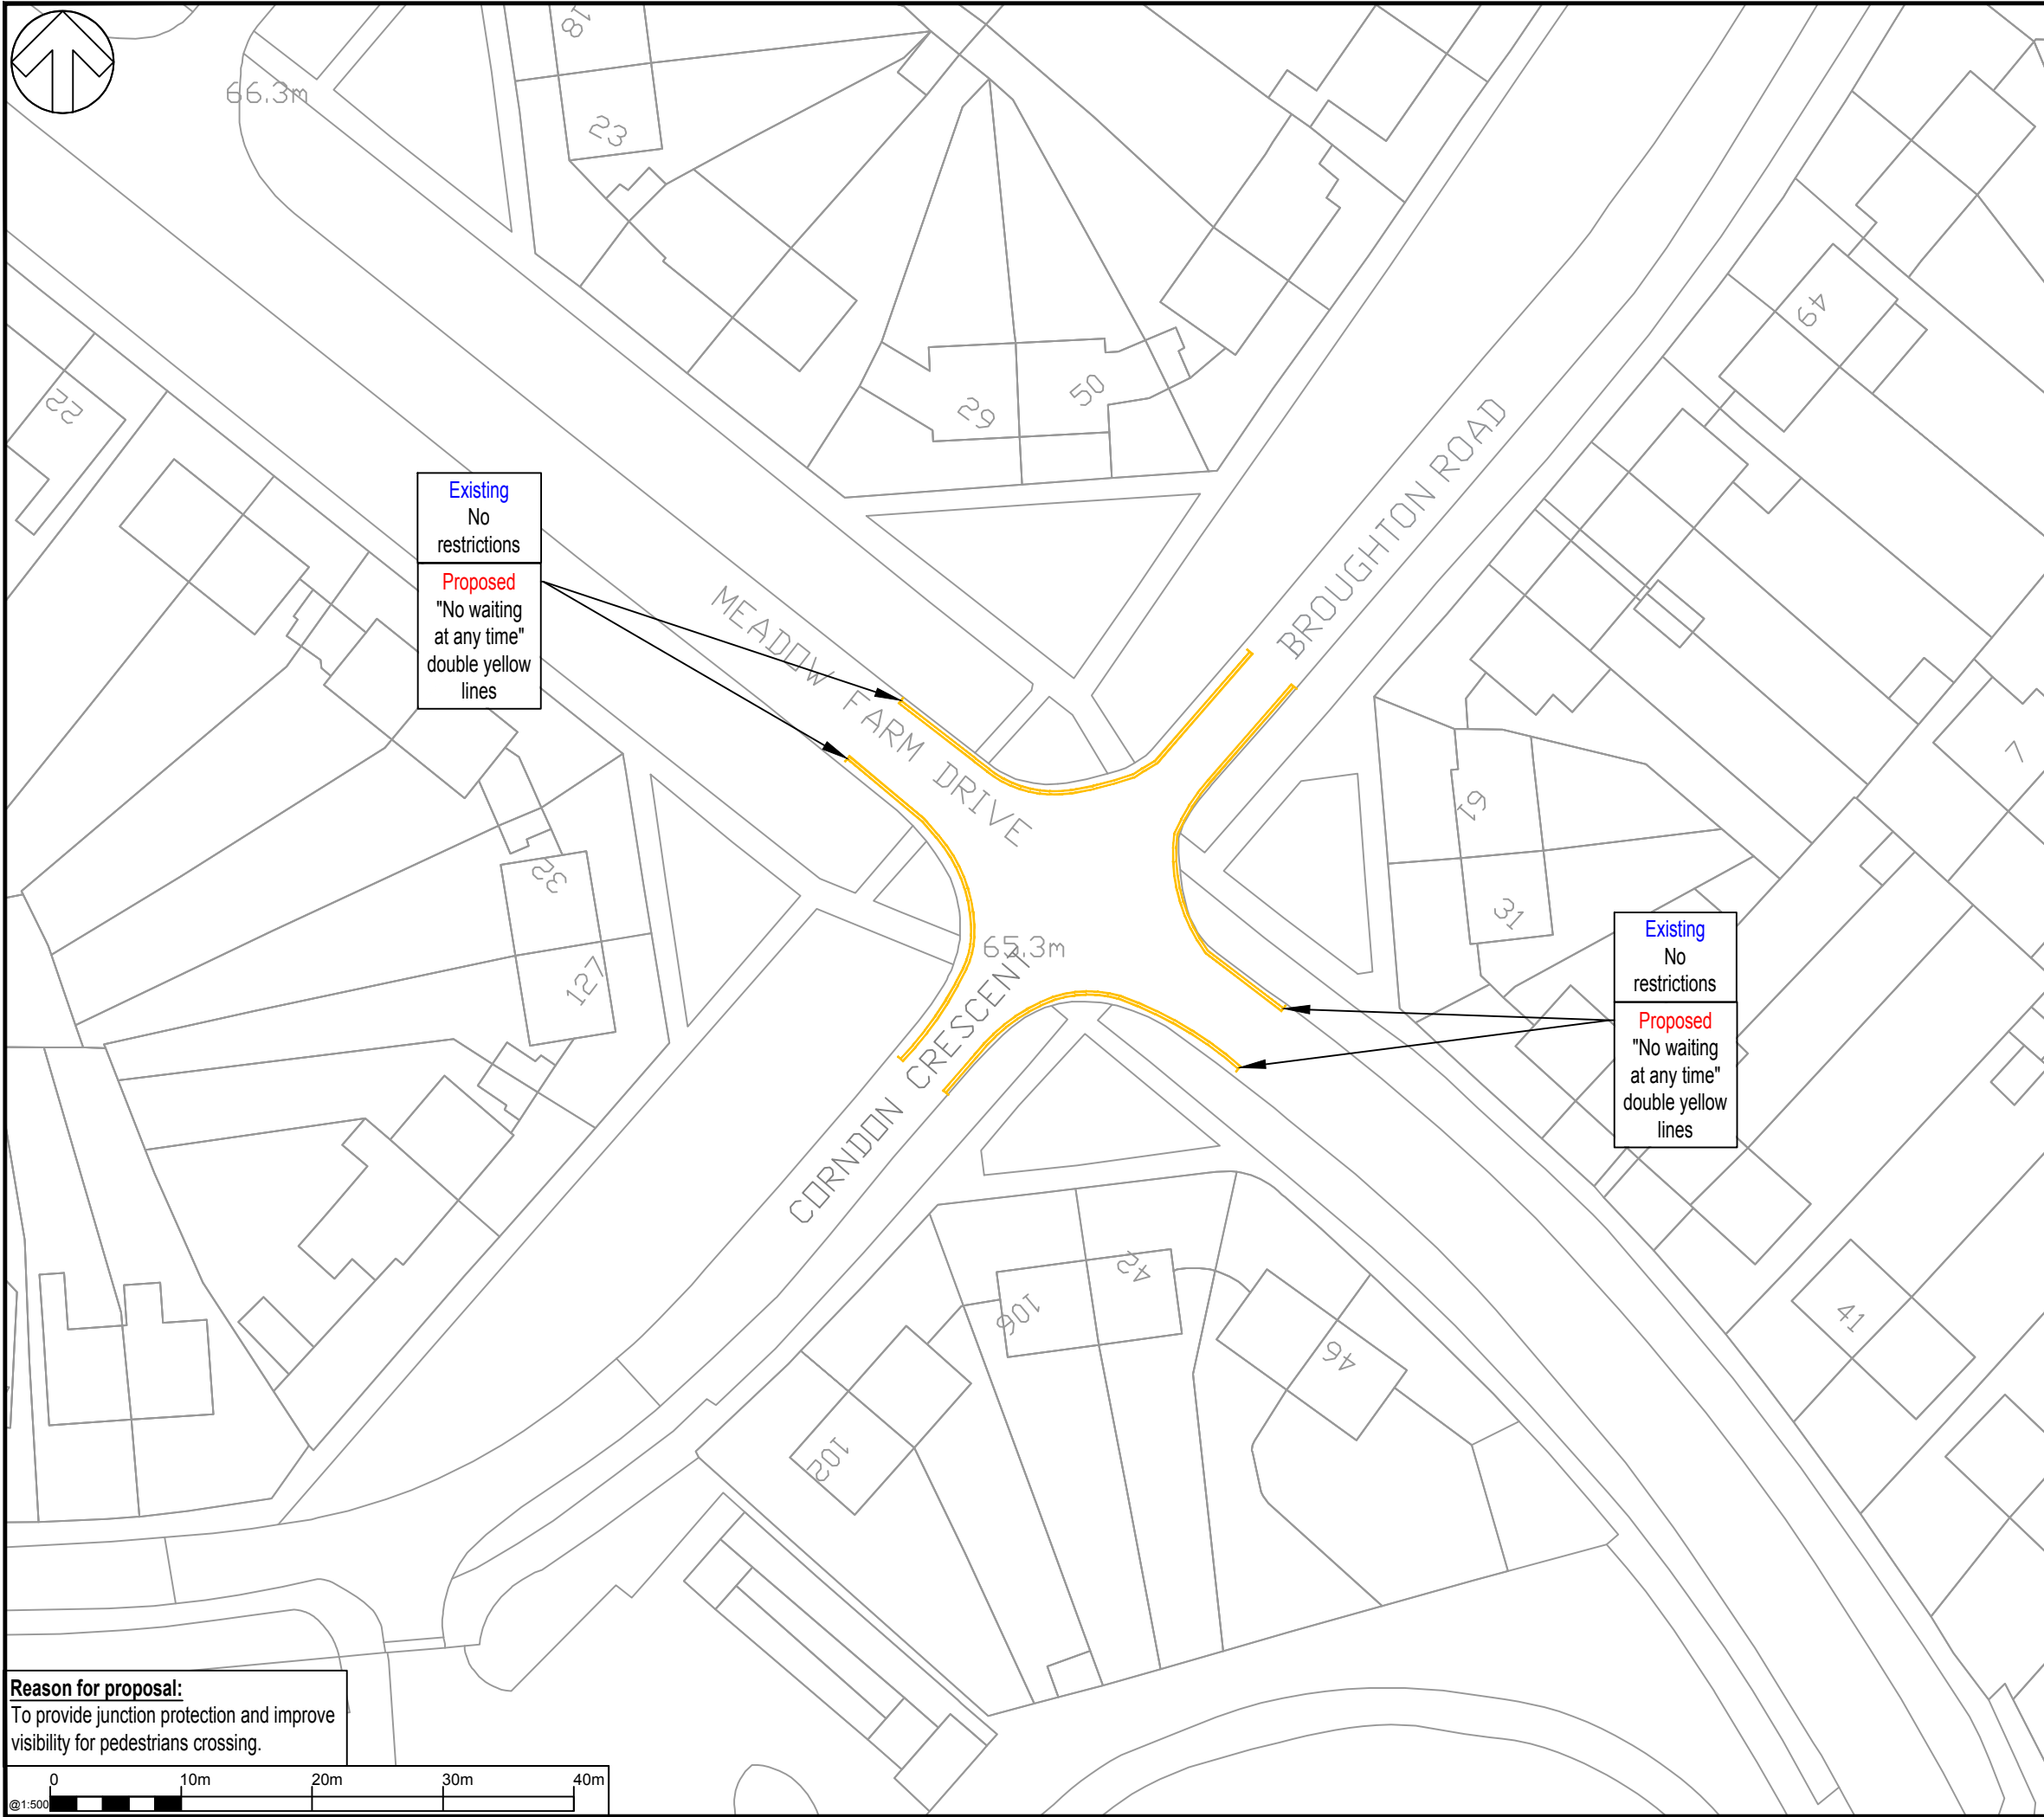 66.3m
18
23
22
29
50
64
Existing
No
restrictions
Proposed
"No waiting
at any time"
double yellow
lines
MEADOW FARM DRIVE
BROUGHTON ROAD
7
19
31
32
127
65.3m
CORNDON CRESCENT
Existing
No
restrictions
Proposed
"No waiting
at any time"
double yellow
lines
42
106
46
41
102
Reason for proposal:
To provide junction protection and improve
visibility for pedestrians crossing.
0 10m 20m 30m 40m
@1:500